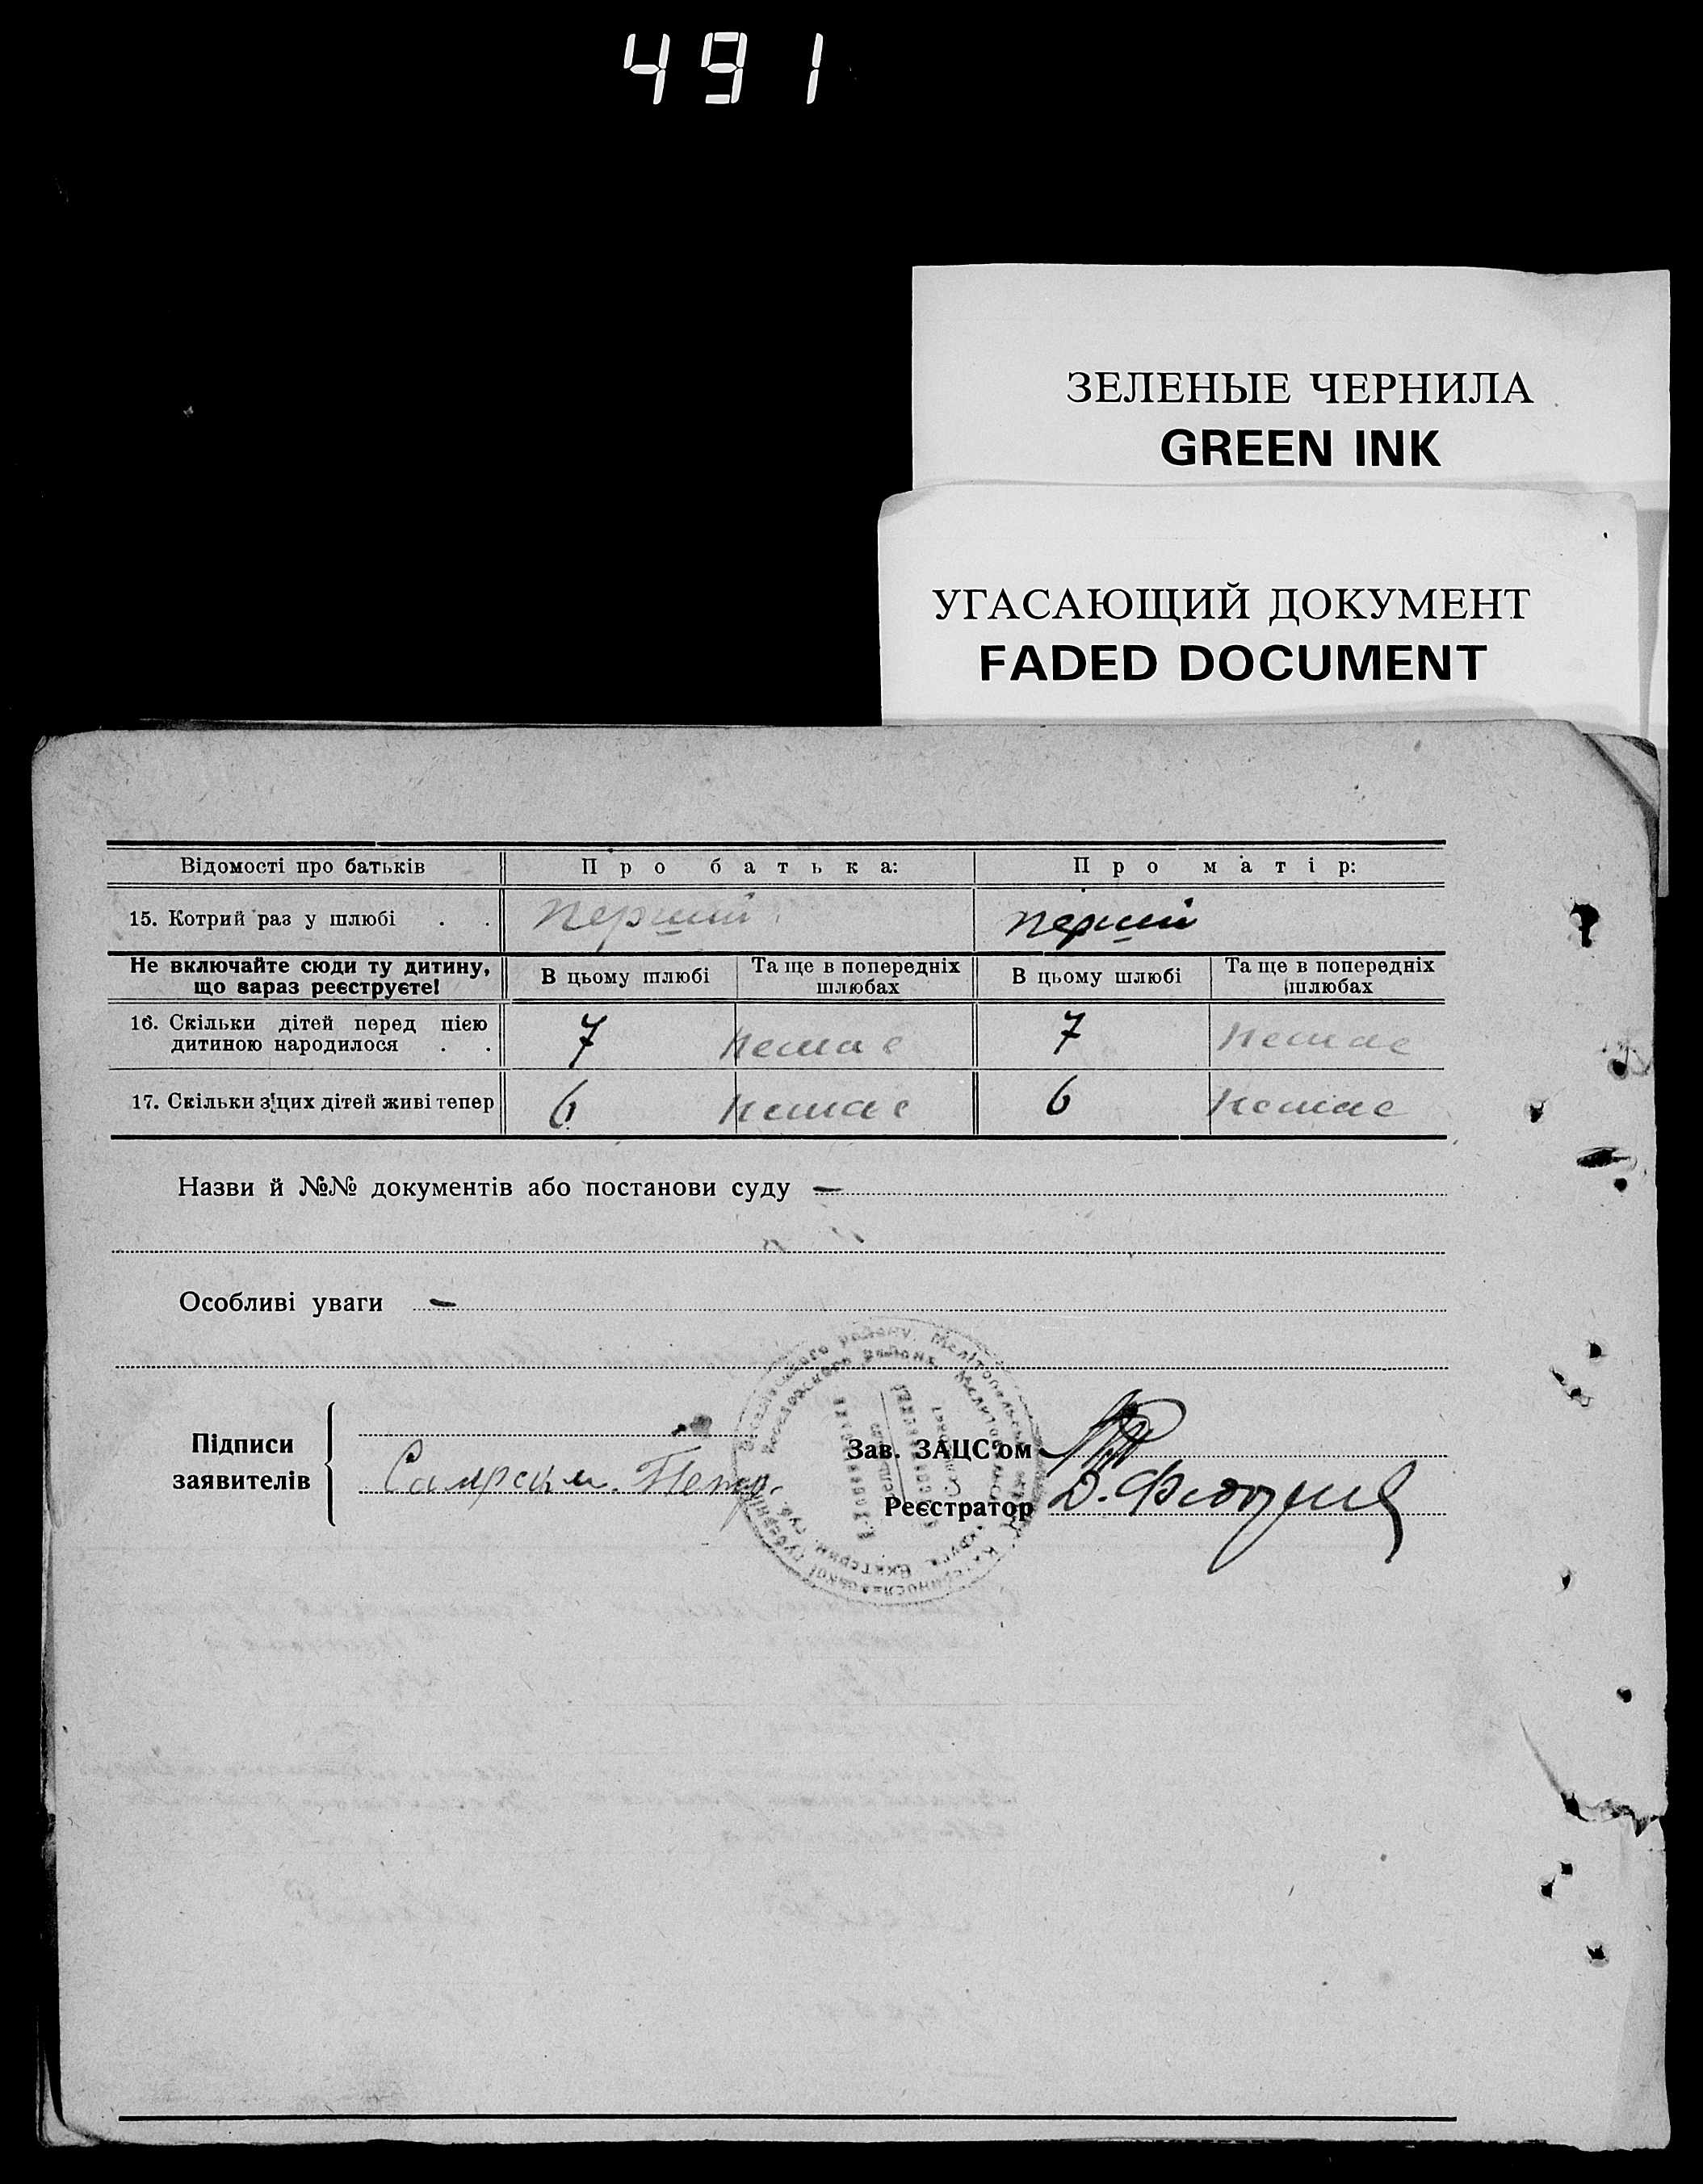 491
ЗЕЛЕНЫЕ ЧЕРНИЛА
GREEN INK
УГАСАЮЩИЙ ДОКУМЕНТ
FADED DOCUMENT
Відомості про батьків Про батька: Про матір:
15. Котрий раз у шлюбі . . перший перший
Не включайте сюди ту дитину, що зараз реєструєте! В цьому шлюбі Та ще в попередніх шлюбах В цьому шлюбі Та ще в попередніх шлюбах
16. Скільки дітей перед цією
дитиною народилося . . 7 немає 7 немає
17. Скільки з цих дітей живі тепер 6 немає 6 немає
Назви й №№ документів або постанови суду —
Особливі уваги —
Підписи
заявителів
Зав. ЗАЦС'ом
Реєстратор Д.